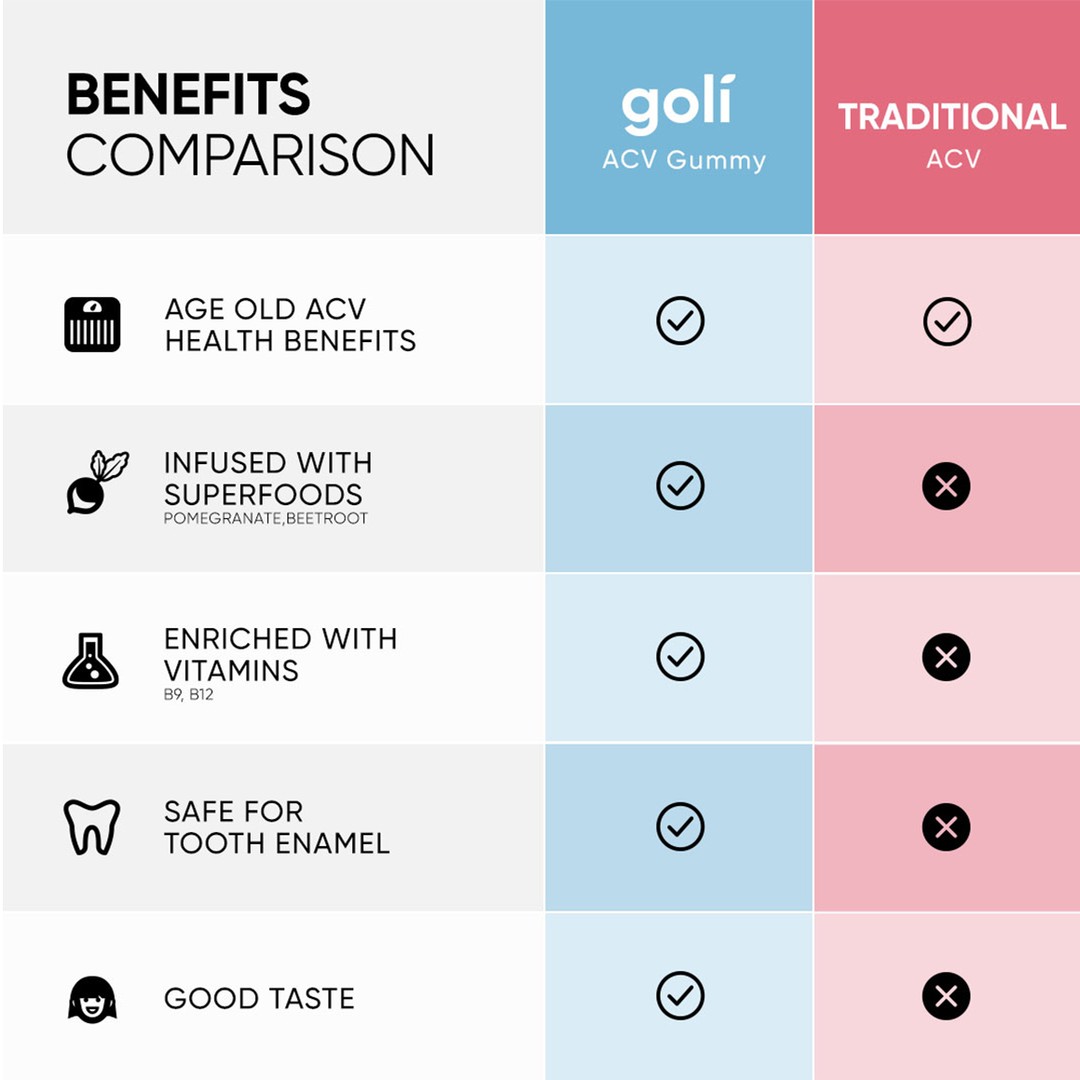 BENEFITS
COMPARISON
golí
ACV Gummy
TRADITIONAL
ACV
AGE OLD ACV
HEALTH BENEFITS
INFUSED WITH
SUPERFOODS
POMEGRANATE,BEETROOT
ENRICHED WITH
VITAMINS
B9, B12
SAFE FOR
TOOTH ENAMEL
GOOD TASTE